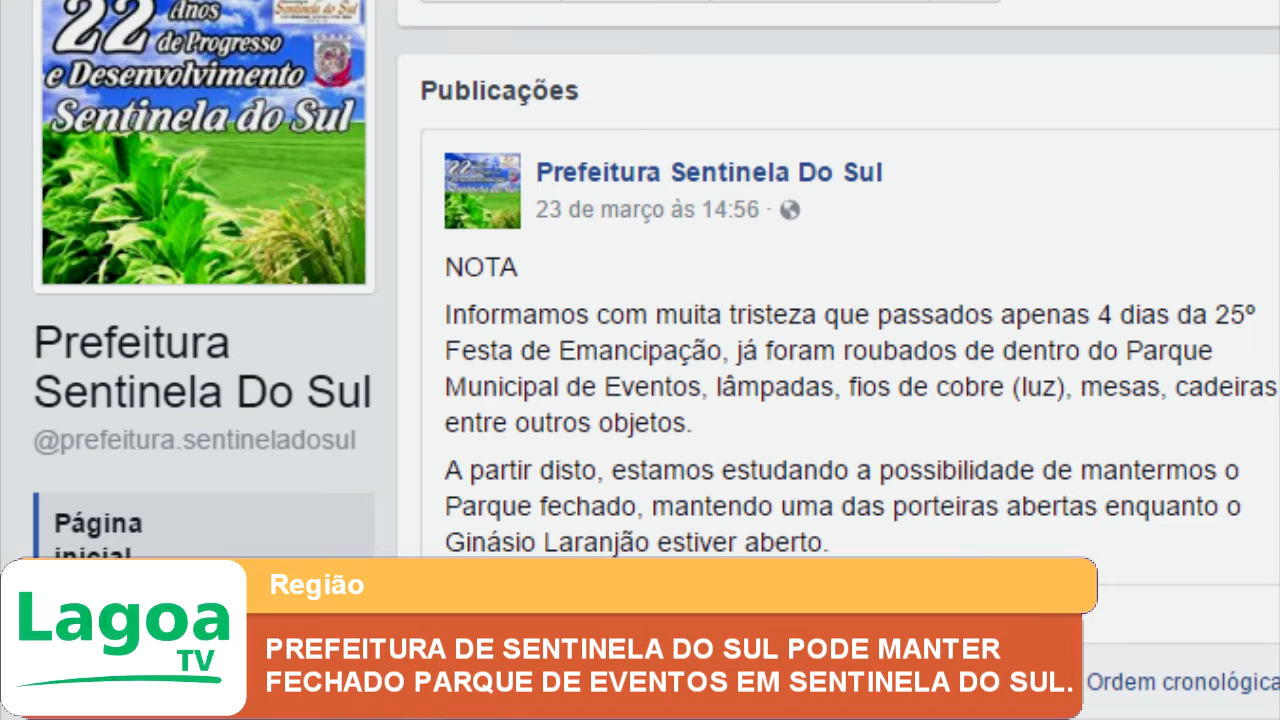 22 Anos
de Progresso
e Desenvolvimento
Sentinela do Sul
Sentinela do Sul
Prefeitura
Sentinela Do Sul
@prefeitura.sentineladosul
Página
inicial
Publicações
Prefeitura Sentinela Do Sul
23 de março às 14:56 ·
NOTA
Informamos com muita tristeza que passados apenas 4 dias da 25º
Festa de Emancipação, já foram roubados de dentro do Parque
Municipal de Eventos, lâmpadas, fios de cobre (luz), mesas, cadeiras
entre outros objetos.
A partir disto, estamos estudando a possibilidade de mantermos o
Parque fechado, mantendo uma das porteiras abertas enquanto o
Ginásio Laranjão estiver aberto.
Ordem cronológica
Lagoa
TV
Região
PREFEITURA DE SENTINELA DO SUL PODE MANTER
FECHADO PARQUE DE EVENTOS EM SENTINELA DO SUL.